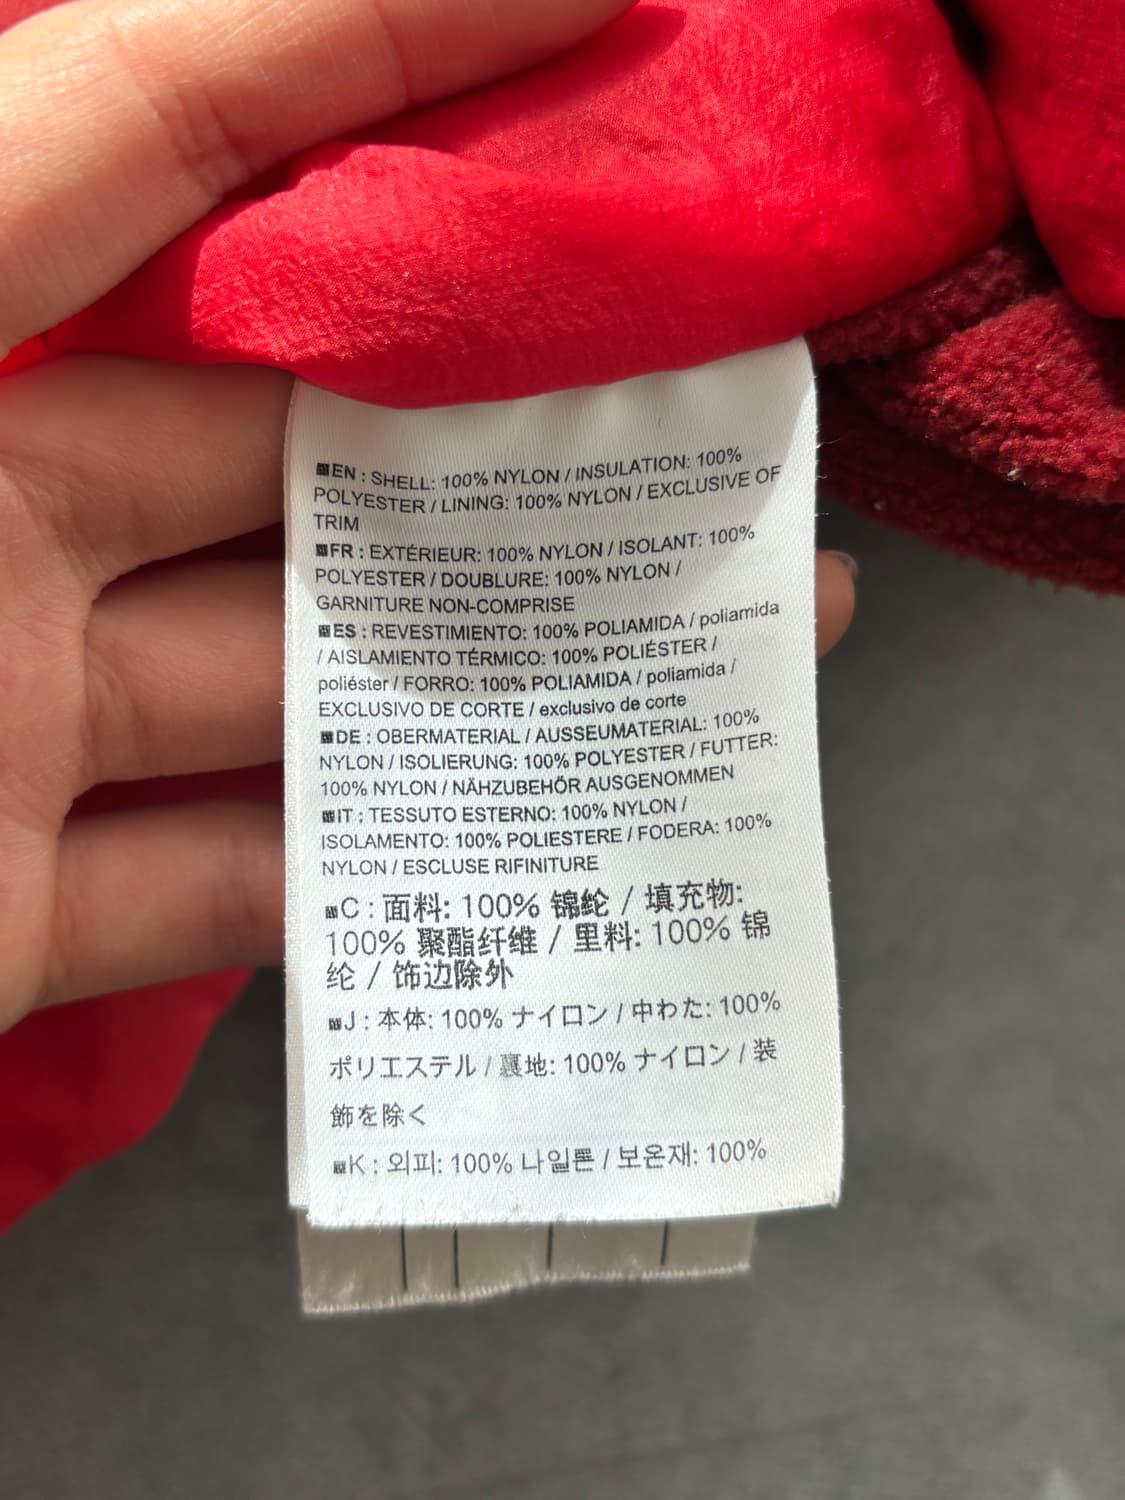 EN : SHELL: 100% NYLON / INSULATION: 100%
POLYESTER / LINING: 100% NYLON / EXCLUSIVE OF
TRIM
FR : EXTÉRIEUR: 100% NYLON / ISOLANT: 100%
POLYESTER / DOUBLURE: 100% NYLON /
GARNITURE NON-COMPRISE
ES : REVESTIMIENTO: 100% POLIAMIDA / poliamida
/ AISLAMIENTO TÉRMICO: 100% POLIÉSTER /
poliéster / FORRO: 100% POLIAMIDA / poliamida /
EXCLUSIVO DE CORTE / exclusivo de corte
DE : OBERMATERIAL / AUSSEUMATERIAL: 100%
NYLON / ISOLIERUNG: 100% POLYESTER / FUTTER:
100% NYLON / NÄHZUBEHÖR AUSGENOMMEN
IT : TESSUTO ESTERNO: 100% NYLON /
ISOLAMENTO: 100% POLIESTERE / FODERA: 100%
NYLON / ESCLUSE RIFINITURE
C : 面料: 100% 锦纶 / 填充物:
100% 聚酯纤维 / 里料: 100% 锦
纶 / 饰边除外
J : 本体: 100% ナイロン / 中わた: 100%
ポリエステル / 裏地: 100% ナイロン / 装
飾を除く
K : 외피: 100% 나일론 / 보온재: 100%